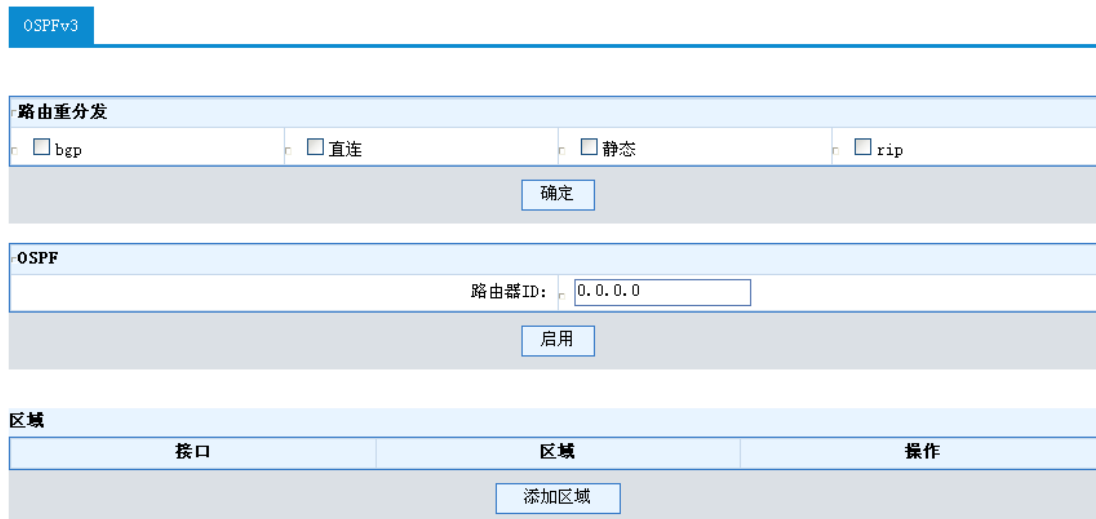 OSPFv3
路由重分发
bgp 直连 静态 rip
确定
OSPF
路由器ID: 0.0.0.0
启用
区域
接口 区域 操作
添加区域